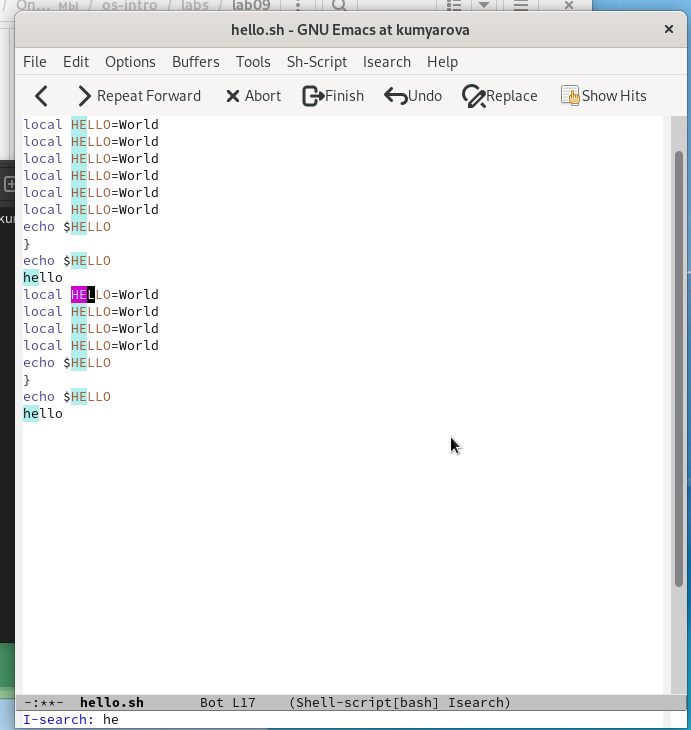 Оп... мы / os-intro / labs / lab09
hello.sh - GNU Emacs at kumyarova
File Edit Options Buffers Tools Sh-Script Isearch Help
Repeat Forward Abort Finish Undo Replace Show Hits
local HELLO=World
local HELLO=World
local HELLO=World
local HELLO=World
local HELLO=World
local HELLO=World
echo $HELLO
}
echo $HELLO
hello
local HELLO=World
local HELLO=World
local HELLO=World
local HELLO=World
echo $HELLO
}
echo $HELLO
hello
-:**- hello.sh Bot L17 (Shell-script[bash] Isearch)
I-search: he